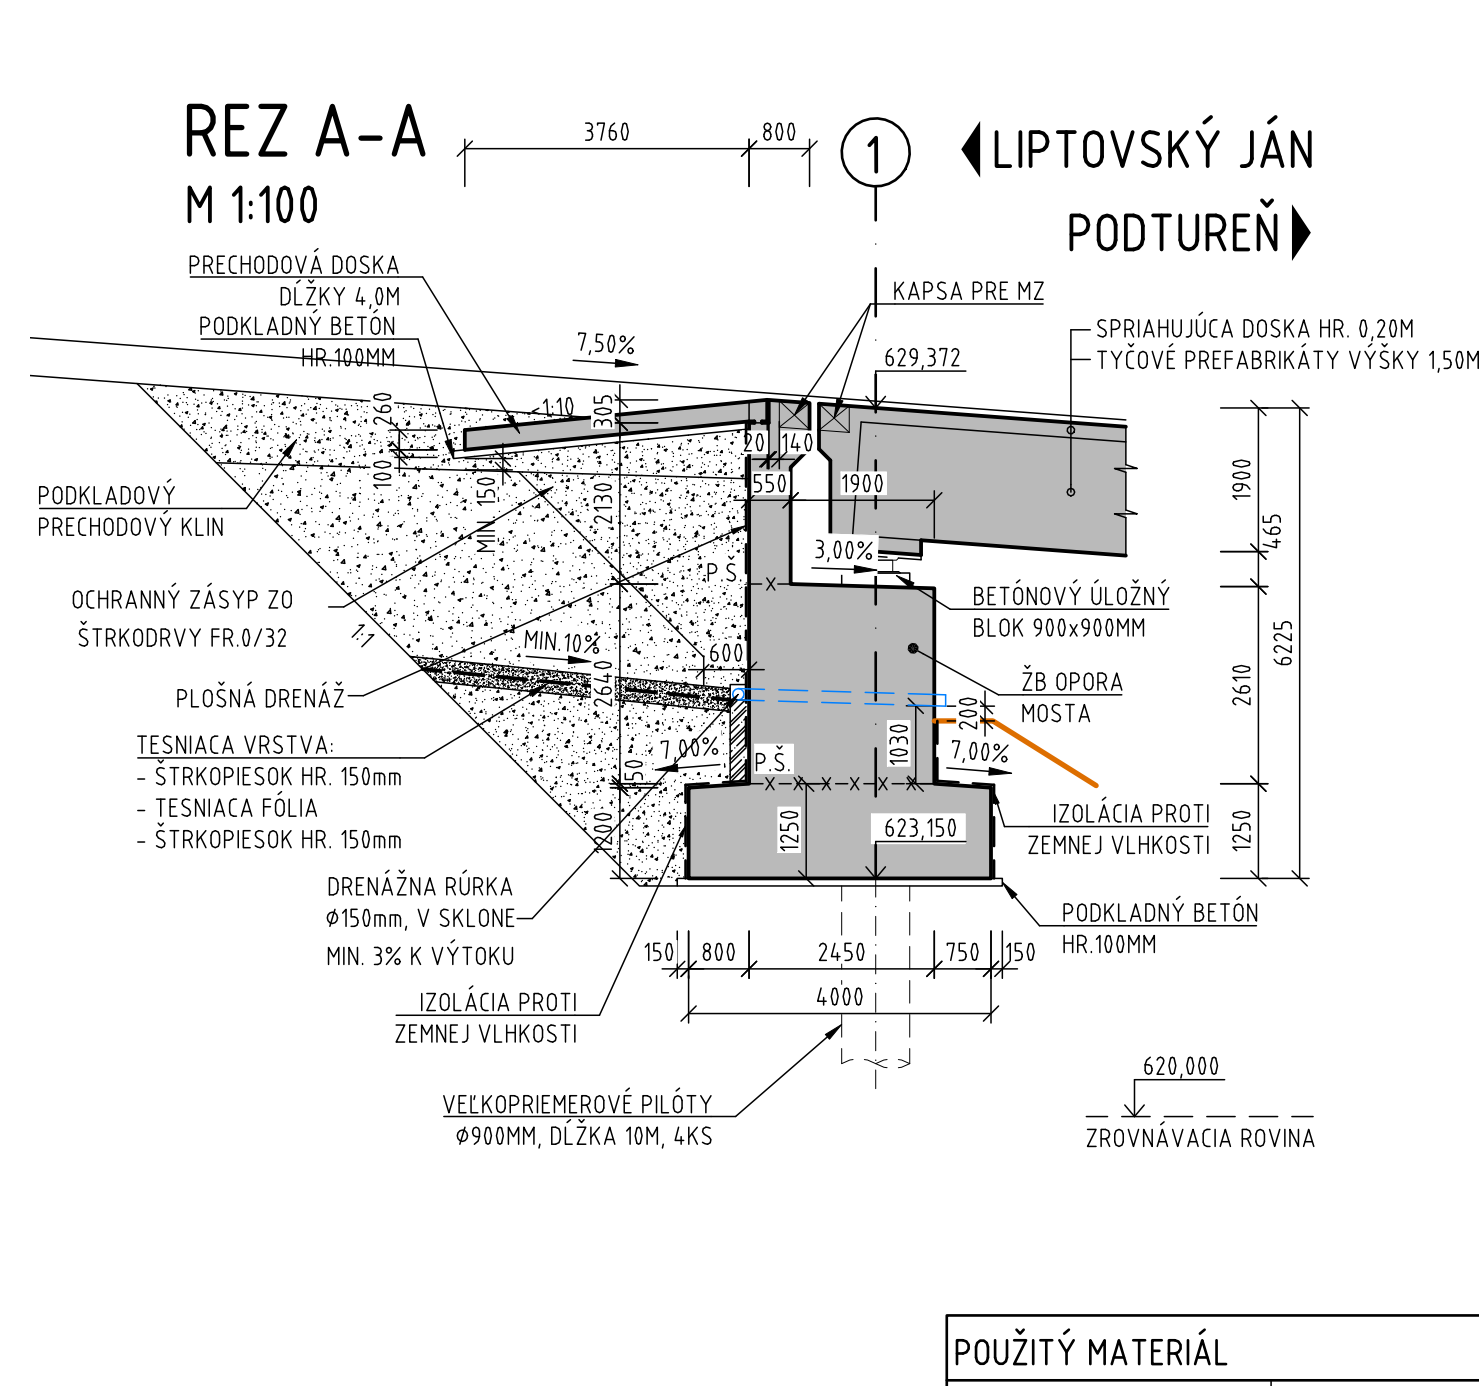 REZ A-A
M 1:100
3760
800
1
LIPTOVSKÝ JÁN
PODTUREŇ
PRECHODOVÁ DOSKA
DĹŽKY 4,0M
PODKLADNÝ BETÓN
HR.100MM
7,50%
KAPSA PRE MZ
629,372
SPRIAHUJÚCA DOSKA HR. 0,20M
TYČOVÉ PREFABRIKÁTY VÝŠKY 1,50M
260
1:10
305
100
MIN. 150
20
140
550
1900
2130
1900
465
6225
PODKLADOVÝ
PRECHODOVÝ KLIN
3,00%
P.Š.
OCHRANNÝ ZÁSYP ZO
ŠTRKODRVY FR.0/32
1:1
BETÓNOVÝ ÚLOŽNÝ
BLOK 900x900MM
MIN.10%
600
2640
PLOŠNÁ DRENÁŽ
ŽB OPORA
MOSTA
200
1030
2610
TESNIACA VRSTVA:
- ŠTRKOPIESOK HR. 150mm
- TESNIACA FÓLIA
- ŠTRKOPIESOK HR. 150mm
7,00%
50
P.Š.
7,00%
IZOLÁCIA PROTI
ZEMNEJ VLHKOSTI
1200
1250
623,150
1250
DRENÁŽNA RÚRKA
Φ150mm, V SKLONE
MIN. 3% K VÝTOKU
PODKLADNÝ BETÓN
HR.100MM
150
800
2450
750
150
4000
IZOLÁCIA PROTI
ZEMNEJ VLHKOSTI
VEĽKOPRIEMEROVÉ PILÓTY
Φ900MM, DĹŽKA 10M, 4KS
620,000
ZROVNÁVACIA ROVINA
POUŽITÝ MATERIÁL